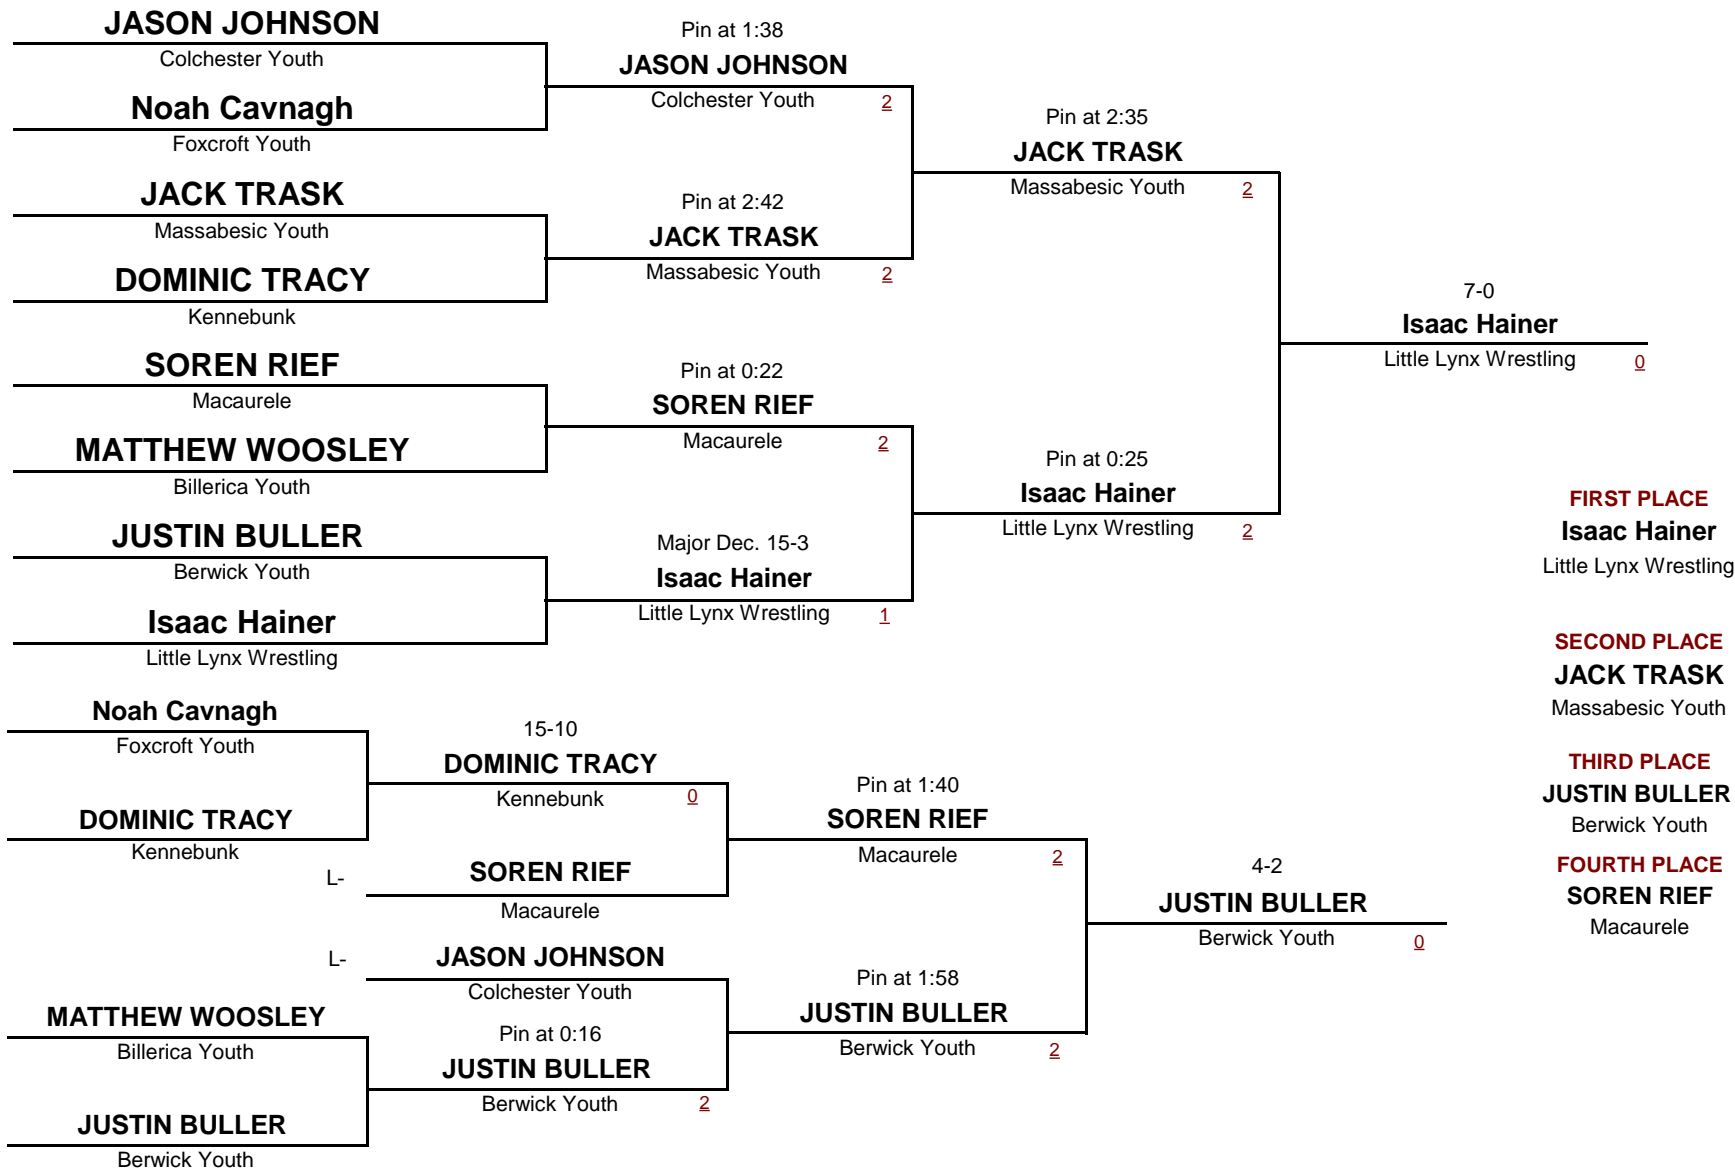 JASON JOHNSON
Colchester Youth
Noah Cavnagh
Foxcroft Youth
JACK TRASK
Massabesic Youth
DOMINIC TRACY
Kennebunk
SOREN RIEF
Macaurele
MATTHEW WOOSLEY
Billerica Youth
JUSTIN BULLER
Berwick Youth
Isaac Hainer
Little Lynx Wrestling
Pin at 1:38
JASON JOHNSON
Colchester Youth 2
Pin at 2:42
JACK TRASK
Massabesic Youth 2
Pin at 0:22
SOREN RIEF
Macaurele 2
Major Dec. 15-3
Isaac Hainer
Little Lynx Wrestling 1
Pin at 2:35
JACK TRASK
Massabesic Youth 2
Pin at 0:25
Isaac Hainer
Little Lynx Wrestling 2
7-0
Isaac Hainer
Little Lynx Wrestling 0
Noah Cavnagh
Foxcroft Youth
DOMINIC TRACY
Kennebunk
MATTHEW WOOSLEY
Billerica Youth
JUSTIN BULLER
Berwick Youth
15-10
DOMINIC TRACY
Kennebunk 0
L- SOREN RIEF
Macaurele
L- JASON JOHNSON
Colchester Youth
Pin at 0:16
JUSTIN BULLER
Berwick Youth 2
Pin at 1:40
SOREN RIEF
Macaurele 2
Pin at 1:58
JUSTIN BULLER
Berwick Youth 2
4-2
JUSTIN BULLER
Berwick Youth 0
FIRST PLACE
Isaac Hainer
Little Lynx Wrestling
SECOND PLACE
JACK TRASK
Massabesic Youth
THIRD PLACE
JUSTIN BULLER
Berwick Youth
FOURTH PLACE
SOREN RIEF
Macaurele